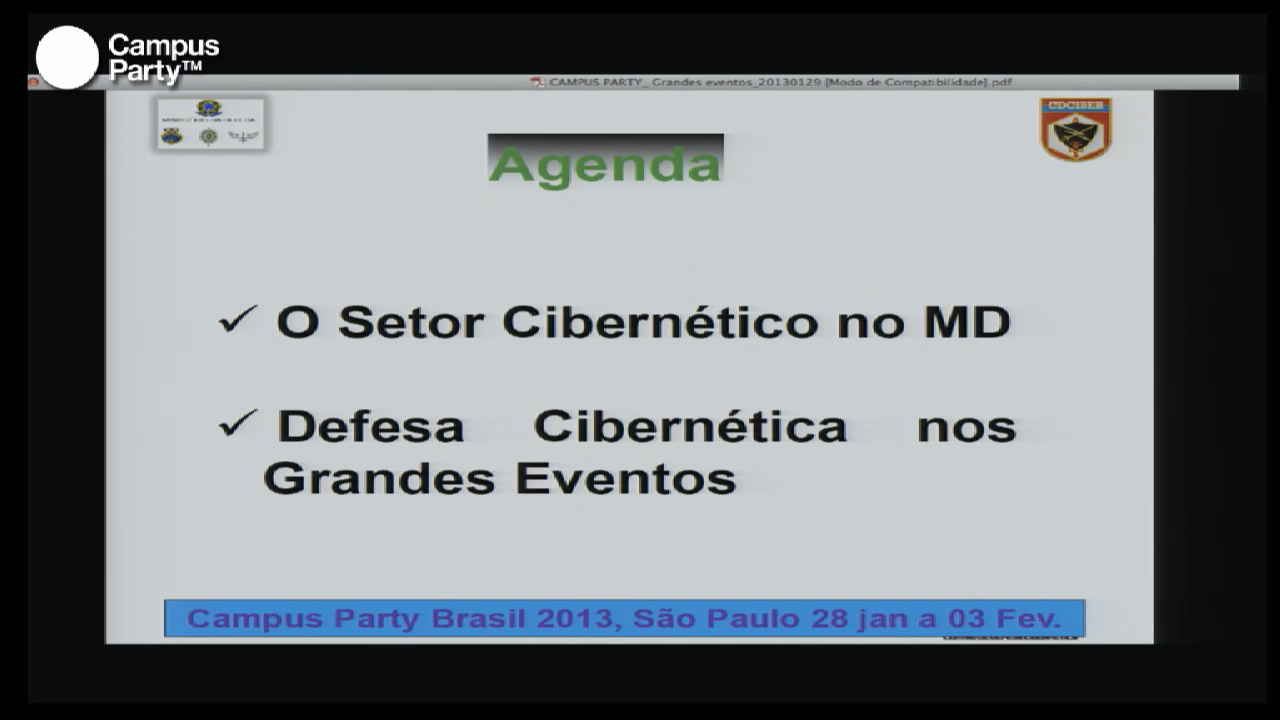 Campus
Party™
CAMPUS PARTY_ Grandes eventos_20130129 [Modo de Compatibilidade].pdf
Agenda
✓ O Setor Cibernético no MD
✓ Defesa Cibernética nos
Grandes Eventos
Campus Party Brasil 2013, São Paulo 28 jan a 03 Fev.